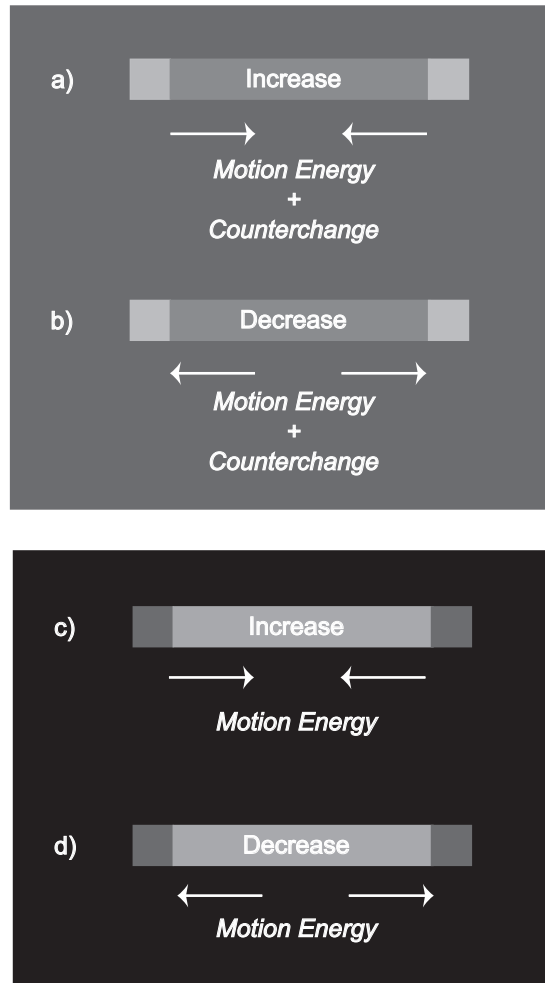 a)
Increase
Motion Energy
+
Counterchange
b)
Decrease
Motion Energy
+
Counterchange
c)
Increase
Motion Energy
d)
Decrease
Motion Energy